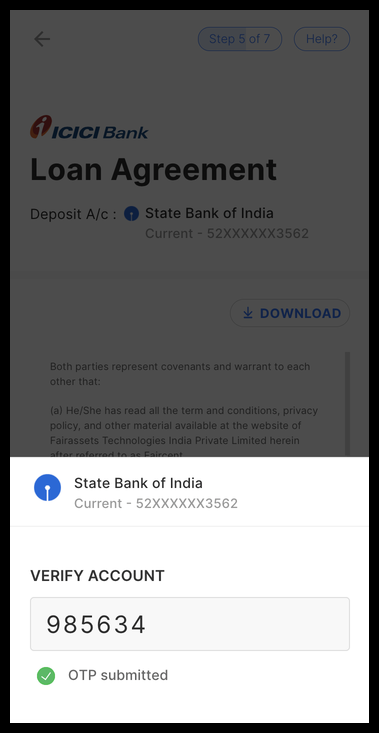 Step 5 of 7
Help?
ICICI Bank
Loan Agreement
Deposit A/c : State Bank of India
Current - 52XXXXXX3562
DOWNLOAD
Both parties represent covenants and warrant to each
other that:
(a) He/She has read all the term and conditions, privacy
policy, and other material available at the website of
Fairassets Technologies India Private Limited herein
after referred to as Faircent
State Bank of India
Current - 52XXXXXX3562
VERIFY ACCOUNT
985634
OTP submitted